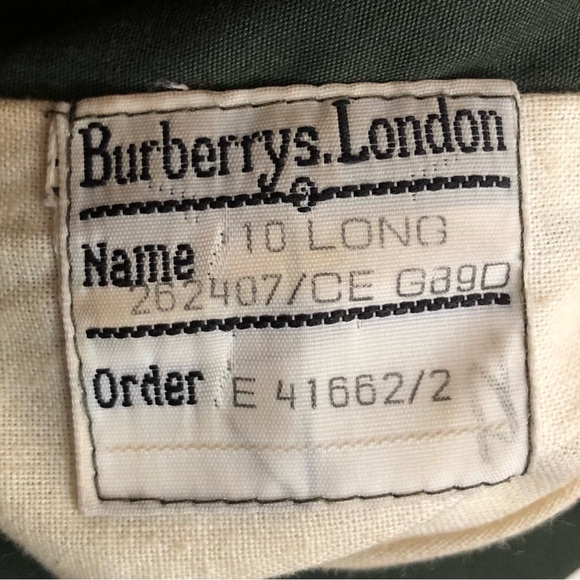 Burberrys. London
Name 10 LONG
262407/CE G89D
Order E 41662/2